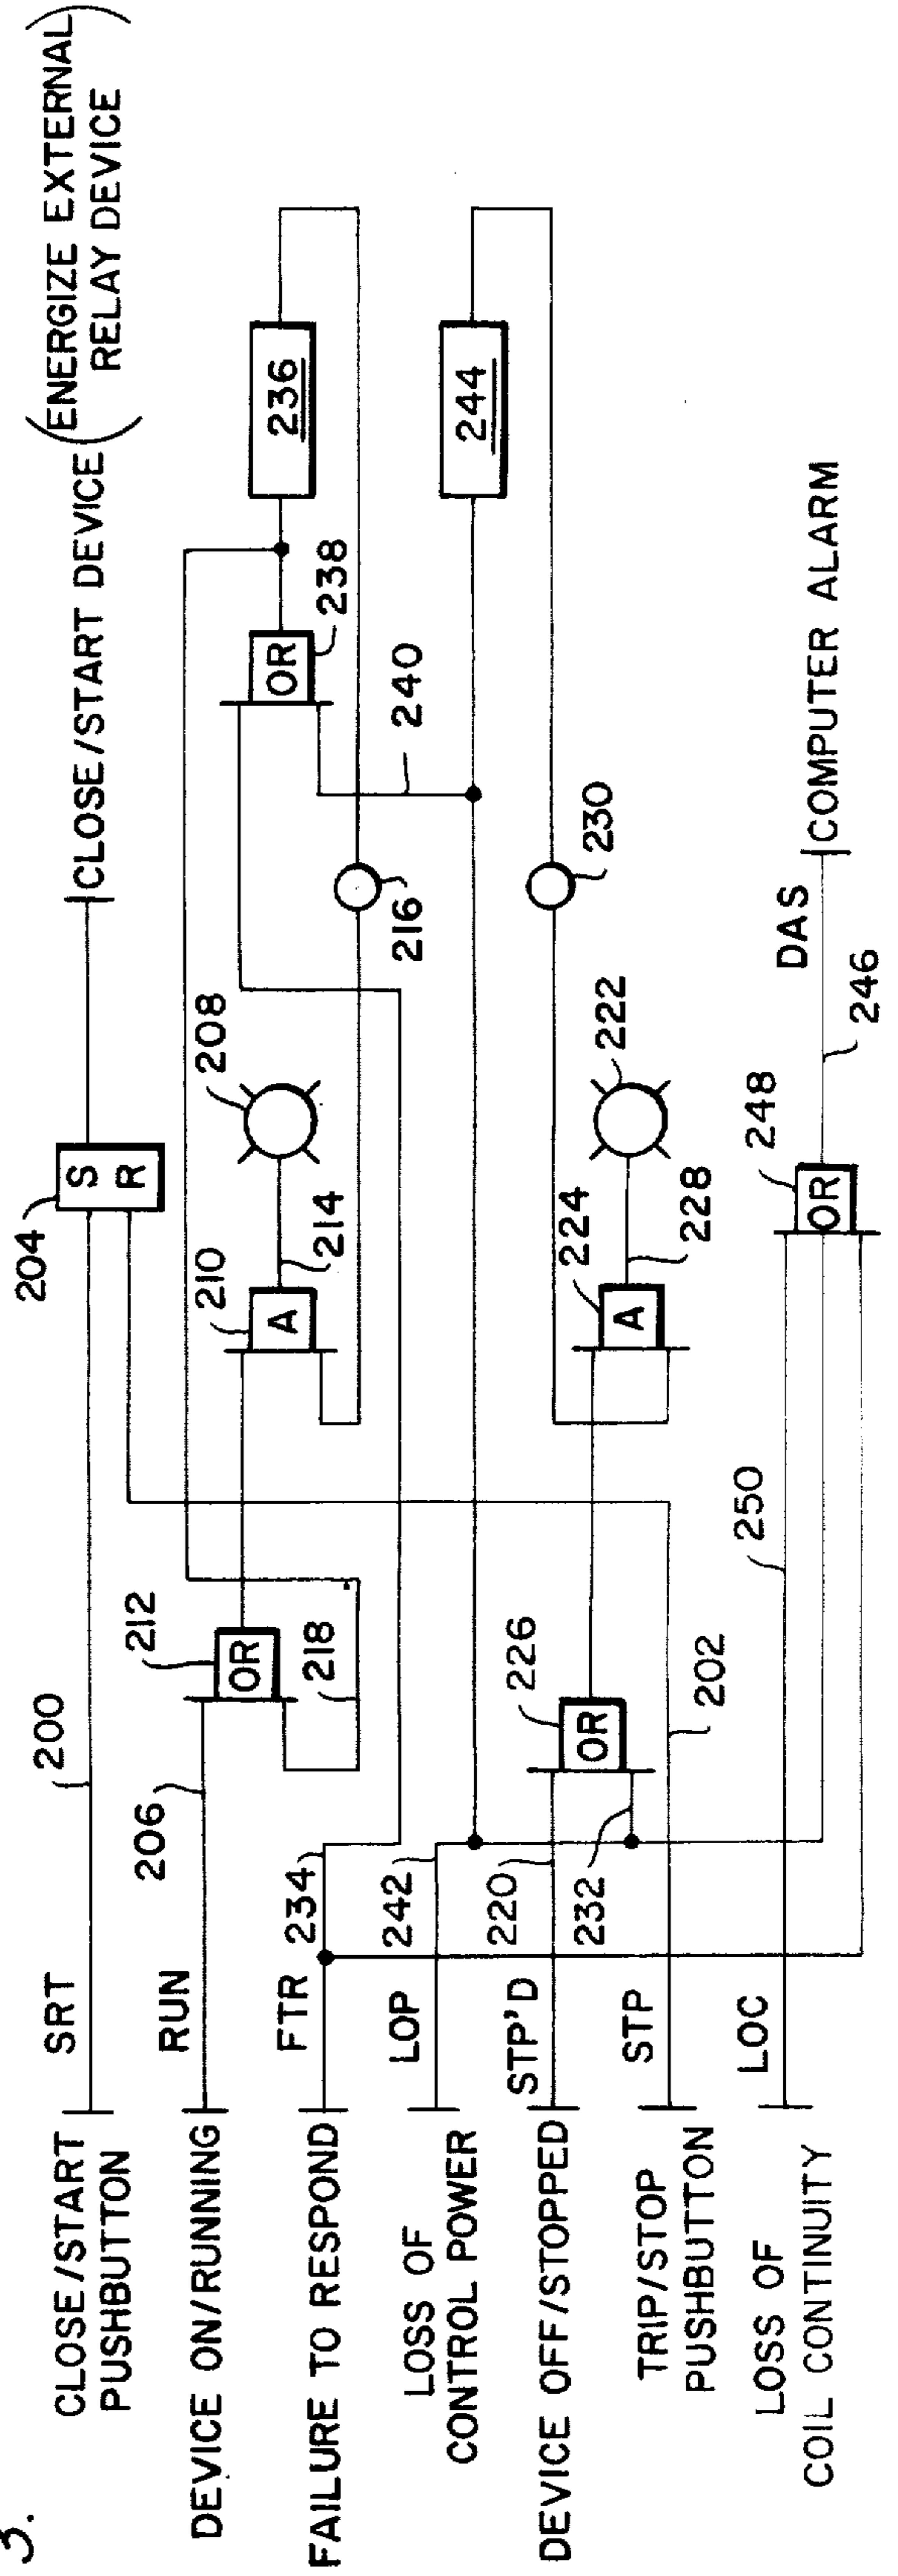 3.
CLOSE/START
PUSHBUTTON
SRT
200
204
S
R
CLOSE/START DEVICE
(ENERGIZE EXTERNAL
RELAY DEVICE)
DEVICE ON/RUNNING
RUN
206
212
OR
218
210
A
214
208
238
OR
236
FAILURE TO RESPOND
FTR
234
216
240
LOSS OF
CONTROL POWER
LOP
242
244
DEVICE OFF/STOPPED
STP'D
220
232
226
OR
224
A
228
222
230
TRIP/STOP
PUSHBUTTON
STP
202
LOSS OF
COIL CONTINUITY
LOC
250
248
OR
246
DAS
COMPUTER ALARM